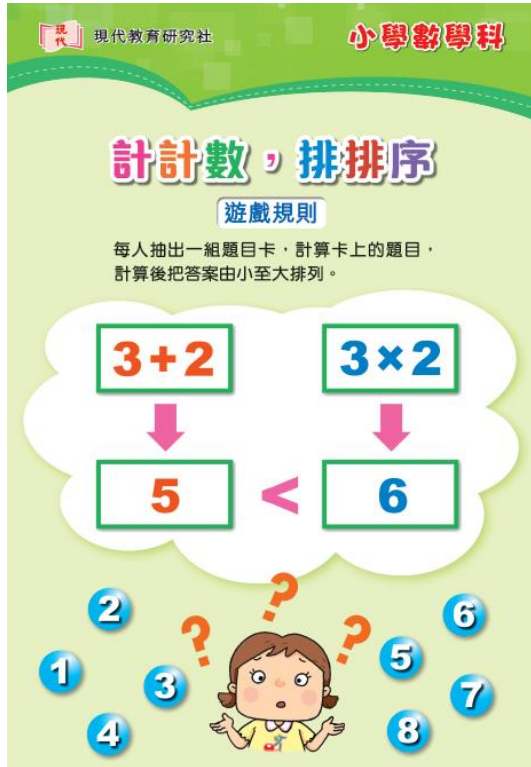 現代
現代教育研究社
小學數學科
計計數，排排序
遊戲規則
每人抽出一組題目卡，計算卡上的題目，
計算後把答案由小至大排列。
3+2 3×2
5 < 6
? ? ?
2 6
1 3 5 7
4 8